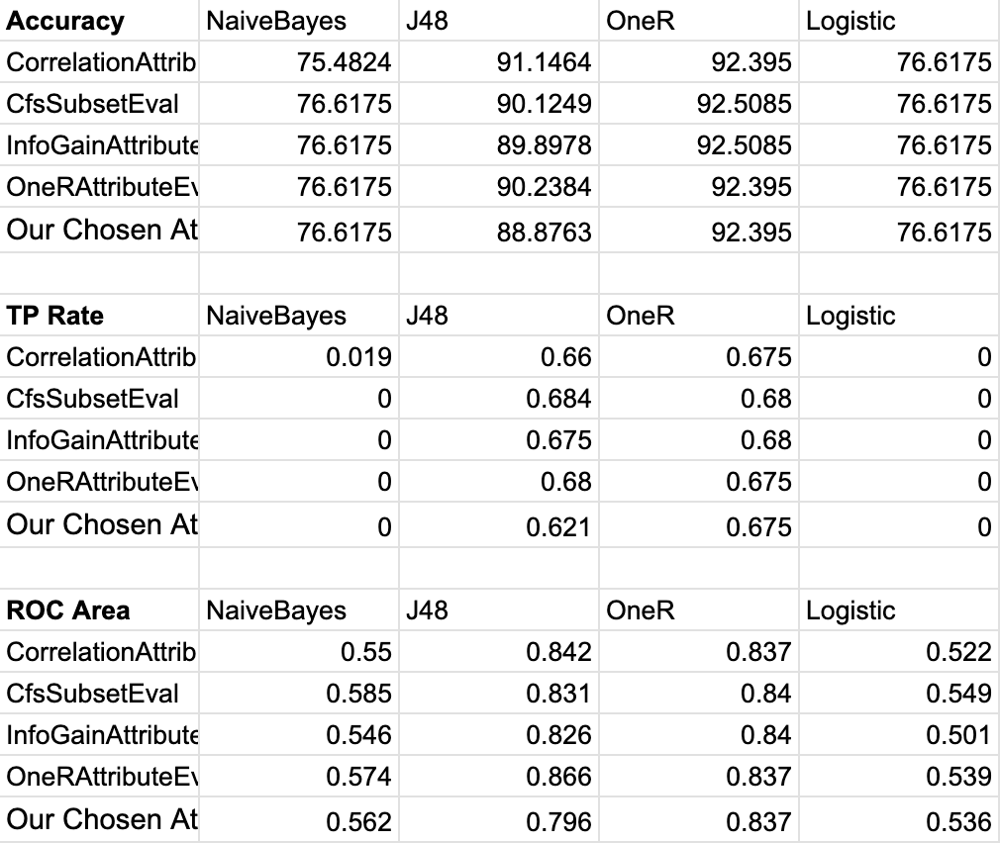 Accuracy NaiveBayes J48 OneR Logistic
CorrelationAttrib 75.4824 91.1464 92.395 76.6175
CfsSubsetEval 76.6175 90.1249 92.5085 76.6175
InfoGainAttribute 76.6175 89.8978 92.5085 76.6175
OneRAttributeEv 76.6175 90.2384 92.395 76.6175
Our Chosen At 76.6175 88.8763 92.395 76.6175
TP Rate NaiveBayes J48 OneR Logistic
CorrelationAttrib 0.019 0.66 0.675 0
CfsSubsetEval 0 0.684 0.68 0
InfoGainAttribute 0 0.675 0.68 0
OneRAttributeEv 0 0.68 0.675 0
Our Chosen At 0 0.621 0.675 0
ROC Area NaiveBayes J48 OneR Logistic
CorrelationAttrib 0.55 0.842 0.837 0.522
CfsSubsetEval 0.585 0.831 0.84 0.549
InfoGainAttribute 0.546 0.826 0.84 0.501
OneRAttributeEv 0.574 0.866 0.837 0.539
Our Chosen At 0.562 0.796 0.837 0.536